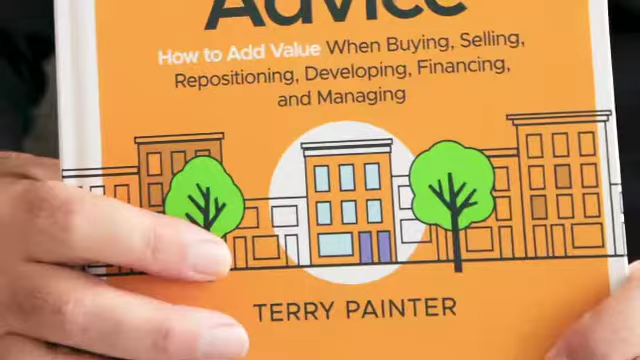 Advice
How to Add Value When Buying, Selling,
Repositioning, Developing, Financing,
and Managing
TERRY PAINTER